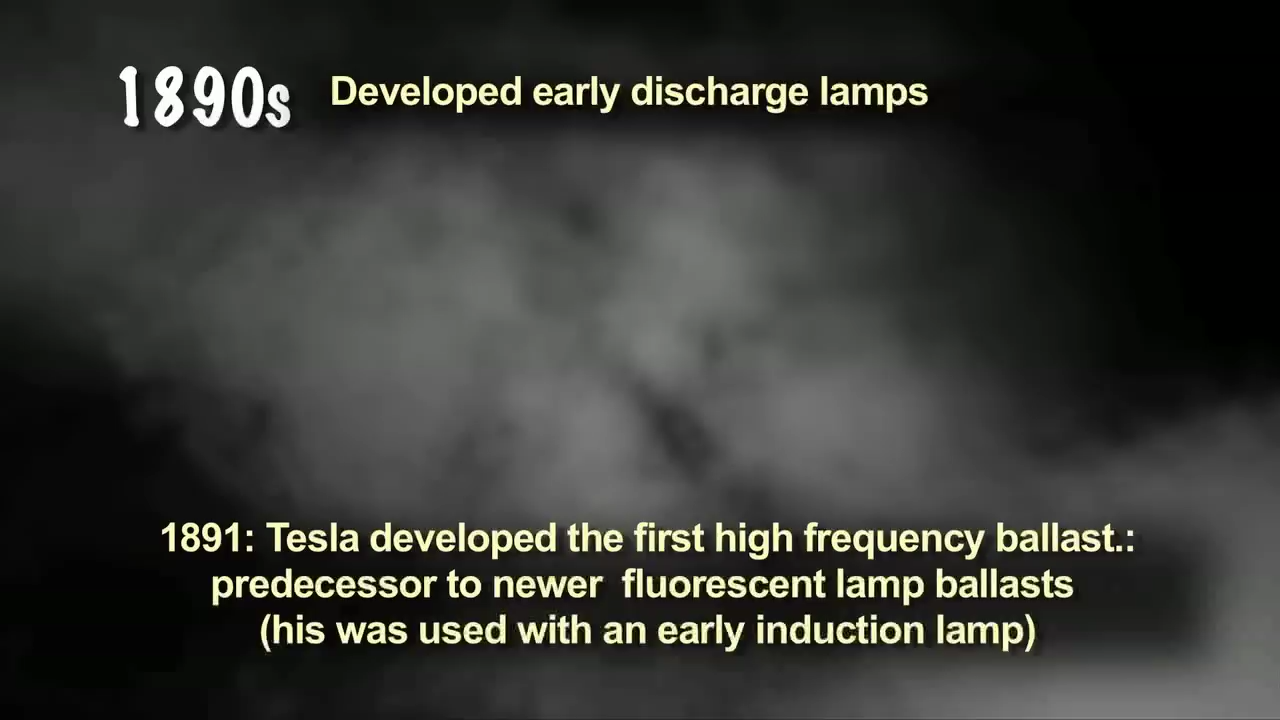 1890s Developed early discharge lamps
1891: Tesla developed the first high frequency ballast.:
predecessor to newer  fluorescent lamp ballasts
(his was used with an early induction lamp)